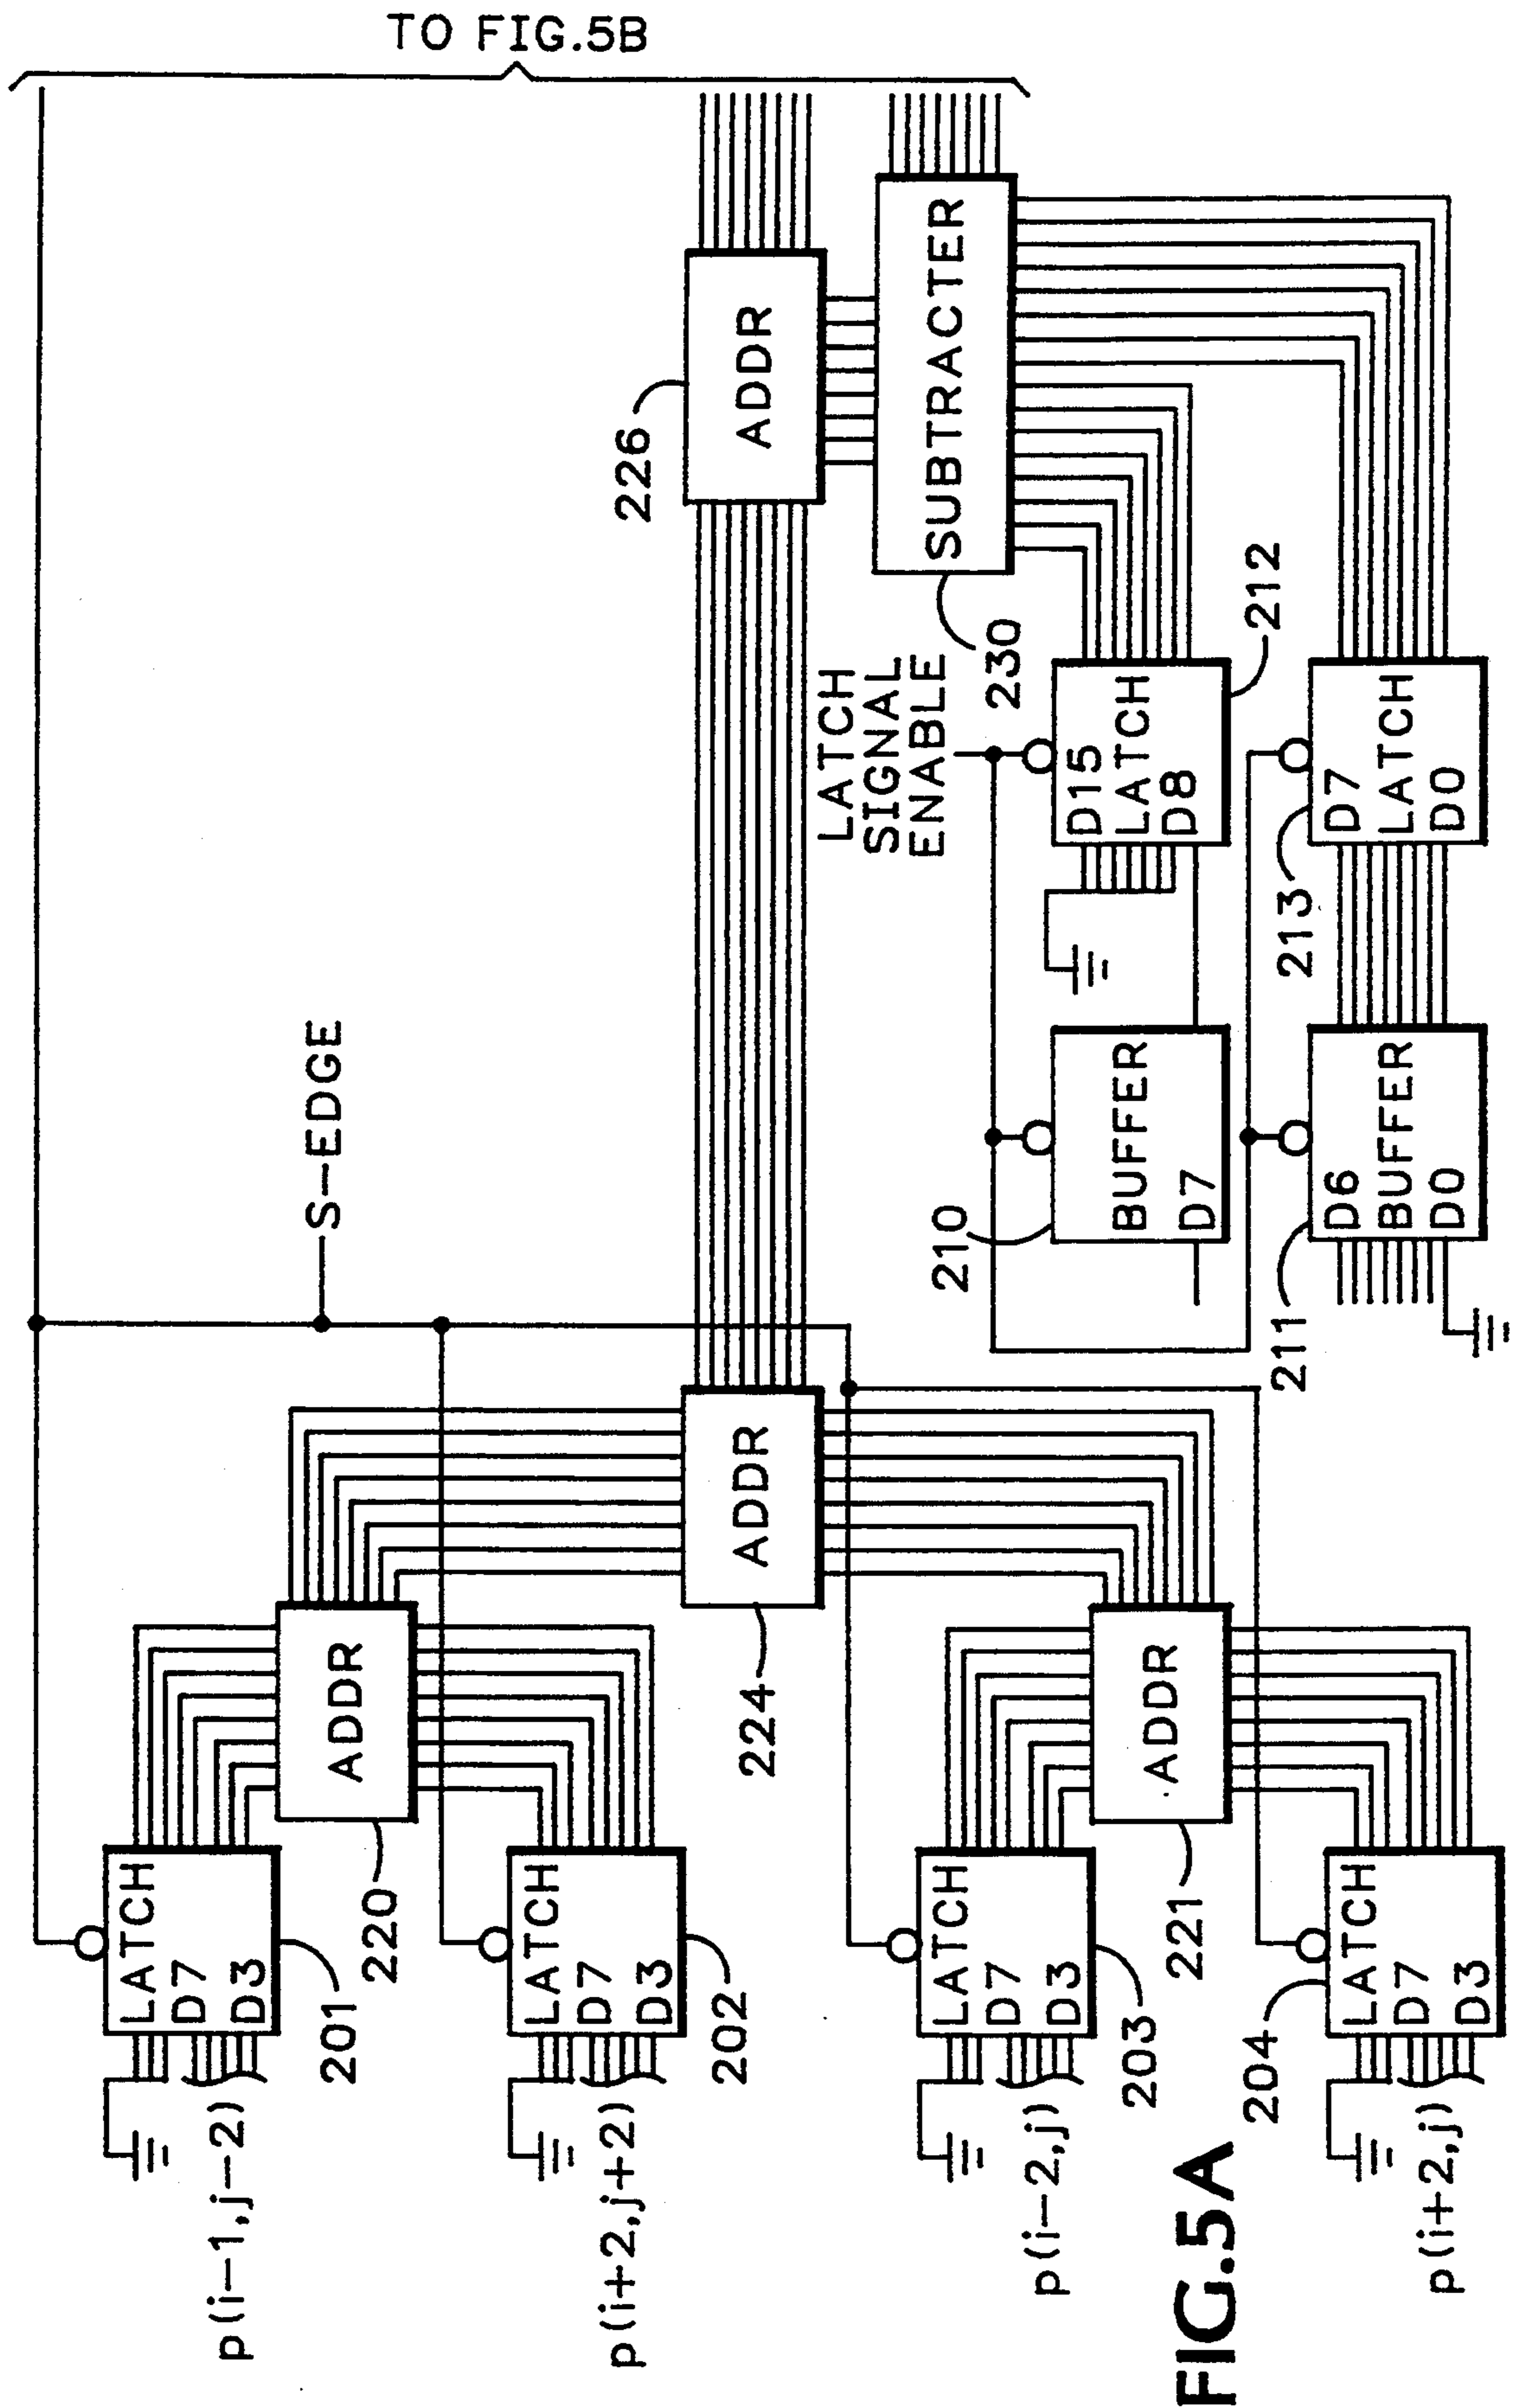 TO FIG.5B
S-EDGE
LATCH
D7
D3
201
p(i-1,j-2)
ADDR
220
LATCH
D7
D3
202
p(i+2,j+2)
ADDR
224
ADDR
226
SUBTRACTER
230
LATCH
SIGNAL
ENABLE
D15
LATCH
D8
212
BUFFER
D7
210
D7
LATCH
D0
213
D6
BUFFER
D0
211
LATCH
D7
D3
203
p(i-2,j)
ADDR
221
LATCH
D7
D3
204
p(i+2,j)
FIG.5A